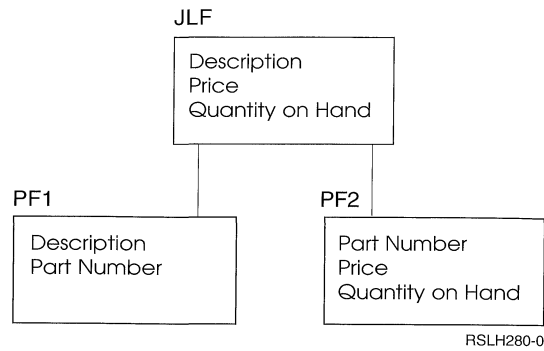 JLF
Description
Price
Quantity on Hand
PF1
Description
Part Number
PF2
Part Number
Price
Quantity on Hand
RSLH280-0